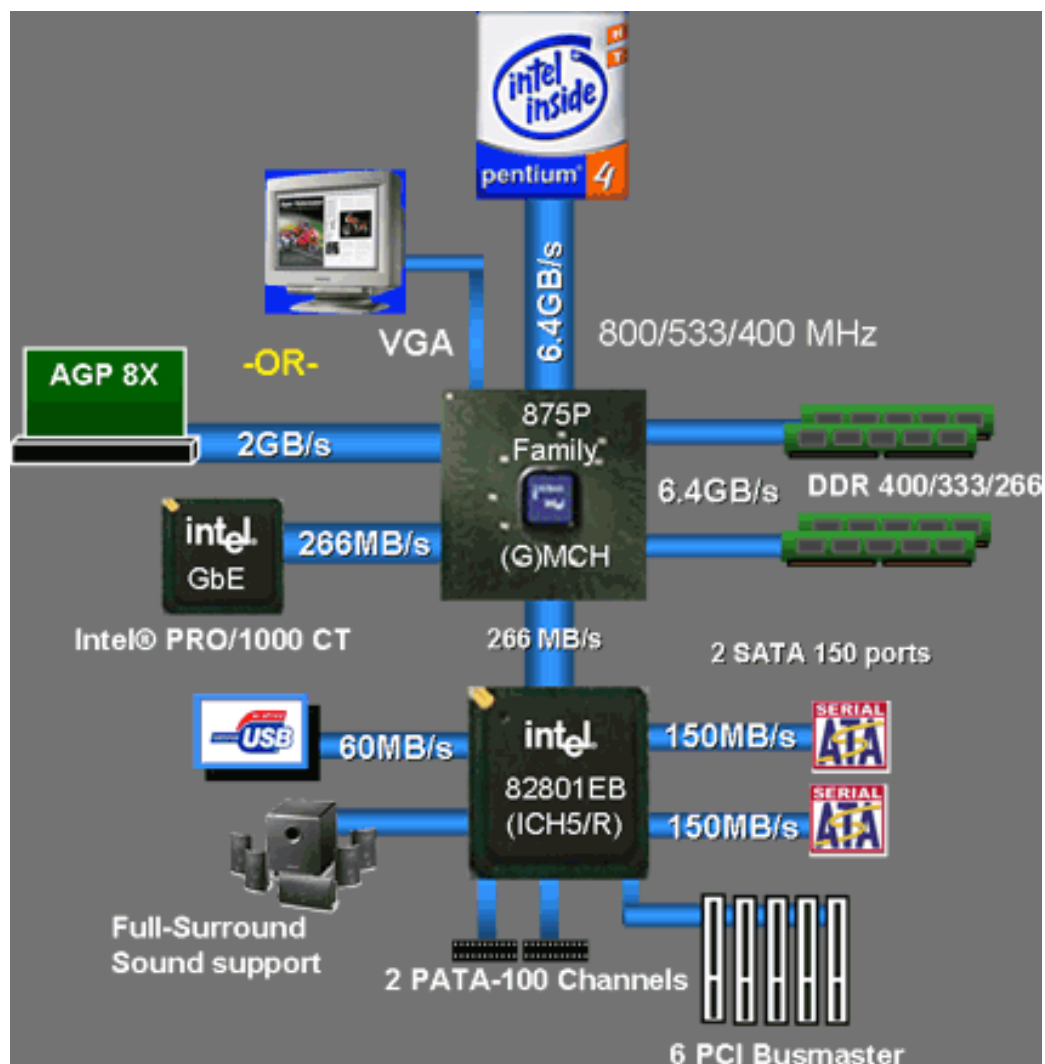 H
T
intel
inside
pentium® 4
6.4GB/s
VGA
800/533/400 MHz
-OR-
AGP 8X
2GB/s
875P
Family
(G)MCH
6.4GB/s
DDR 400/333/266
intel®
GbE
266MB/s
Intel® PRO/1000 CT
266 MB/s
2 SATA 150 ports
USB
60MB/s
intel®
82801EB
(ICH5/R)
150MB/s
SERIAL
ATA
150MB/s
SERIAL
ATA
Full-Surround
Sound support
2 PATA-100 Channels
6 PCI Busmaster